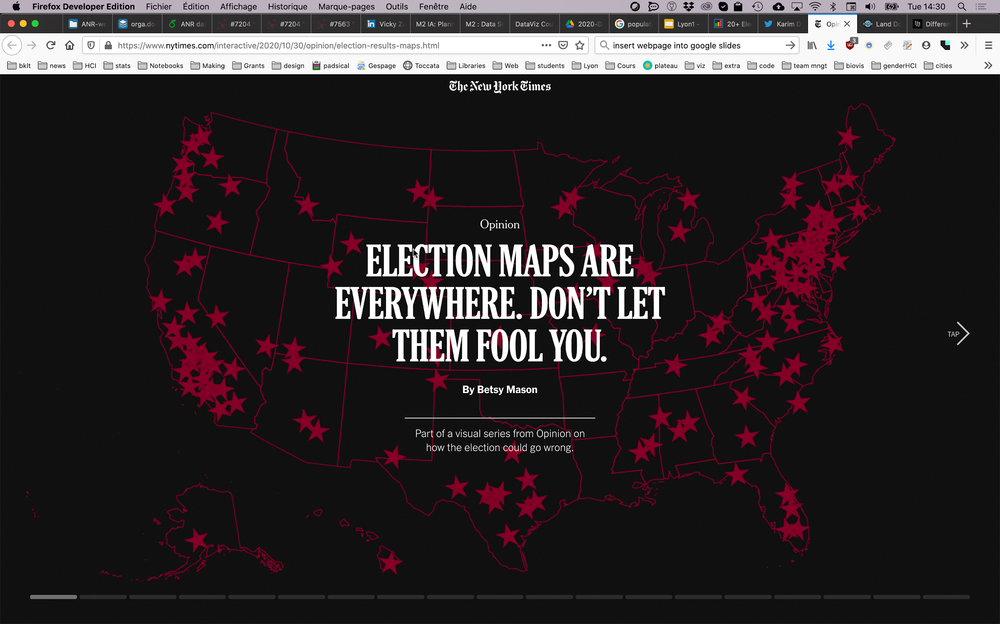 Firefox Developer Edition Fichier Édition Affichage Historique Marque-pages Outils Fenêtre Aide Tue 14:30
ANR-we orga.do ANR dat #7204 #7204 #7563 Vicky Z M2 IA: Plann M2 : Data S DataViz Cou 2020-D populat Lyon1 - 20+ Ele Karim D Opin Land Do Differen
https://www.nytimes.com/interactive/2020/10/30/opinion/election-results-maps.html insert webpage into google slides 3
bklt news HCI stats Notebooks Making Grants design padsical Gespage Toccata Libraries Web students Lyon Cours plateau viz extra code team mngt biovis genderHCI cities
The New York Times
Opinion
ELECTION MAPS ARE
EVERYWHERE. DON'T LET
THEM FOOL YOU.
TAP
By Betsy Mason
Part of a visual series from Opinion on
how the election could go wrong.